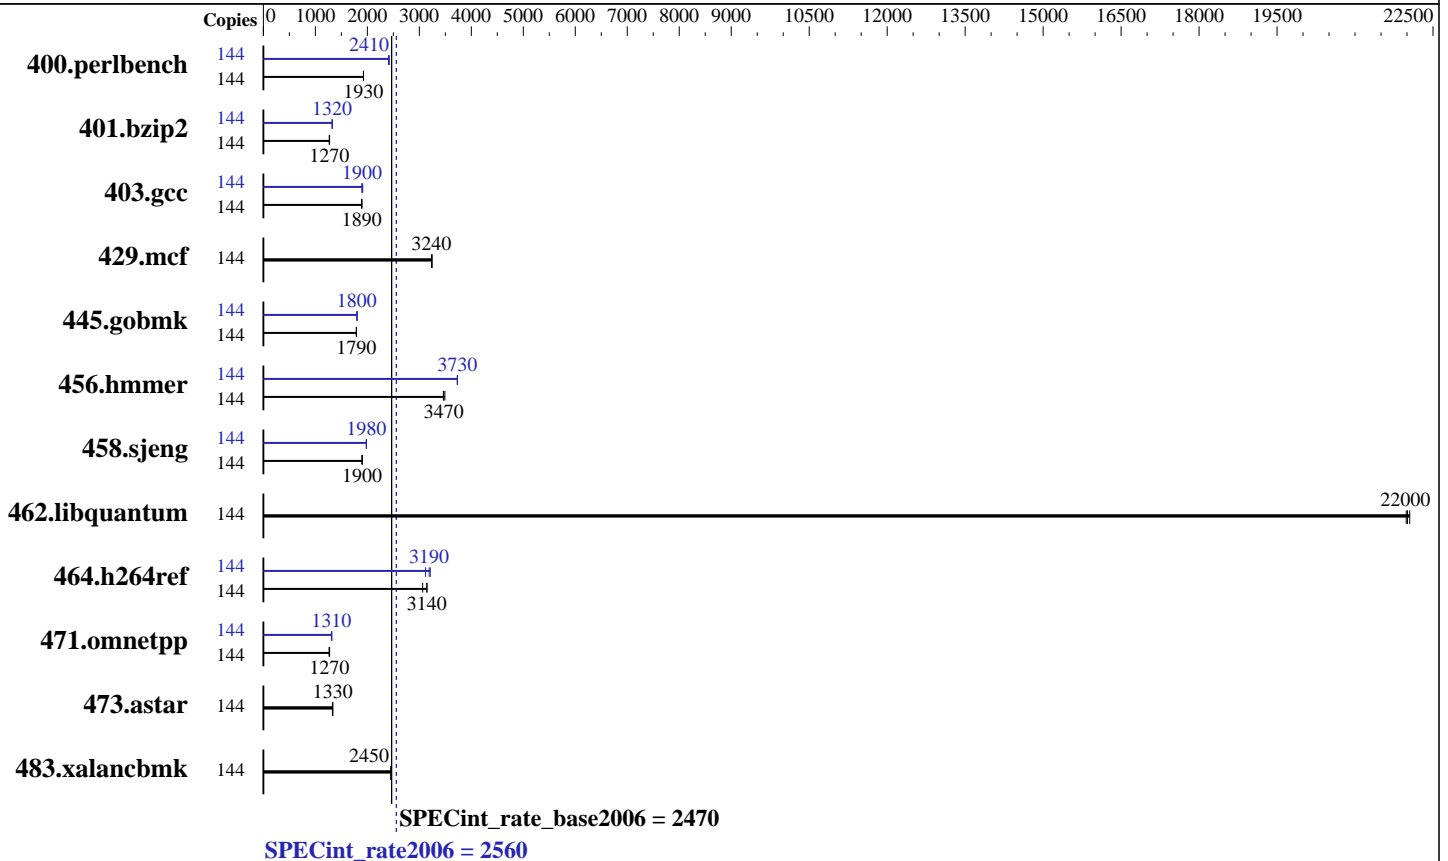 Copies 0 1000 2000 3000 4000 5000 6000 7000 8000 9000 10500 12000 13500 15000 16500 18000 19500 22500
400.perlbench 144 2410
144 1930
401.bzip2 144 1320
144 1270
403.gcc 144 1900
144 1890
429.mcf 144 3240
445.gobmk 144 1800
144 1790
456.hmmer 144 3730
144 3470
458.sjeng 144 1980
144 1900
462.libquantum 144 22000
464.h264ref 144 3190
144 3140
471.omnetpp 144 1310
144 1270
473.astar 144 1330
483.xalancbmk 144 2450
SPECint_rate_base2006 = 2470
SPECint_rate2006 = 2560